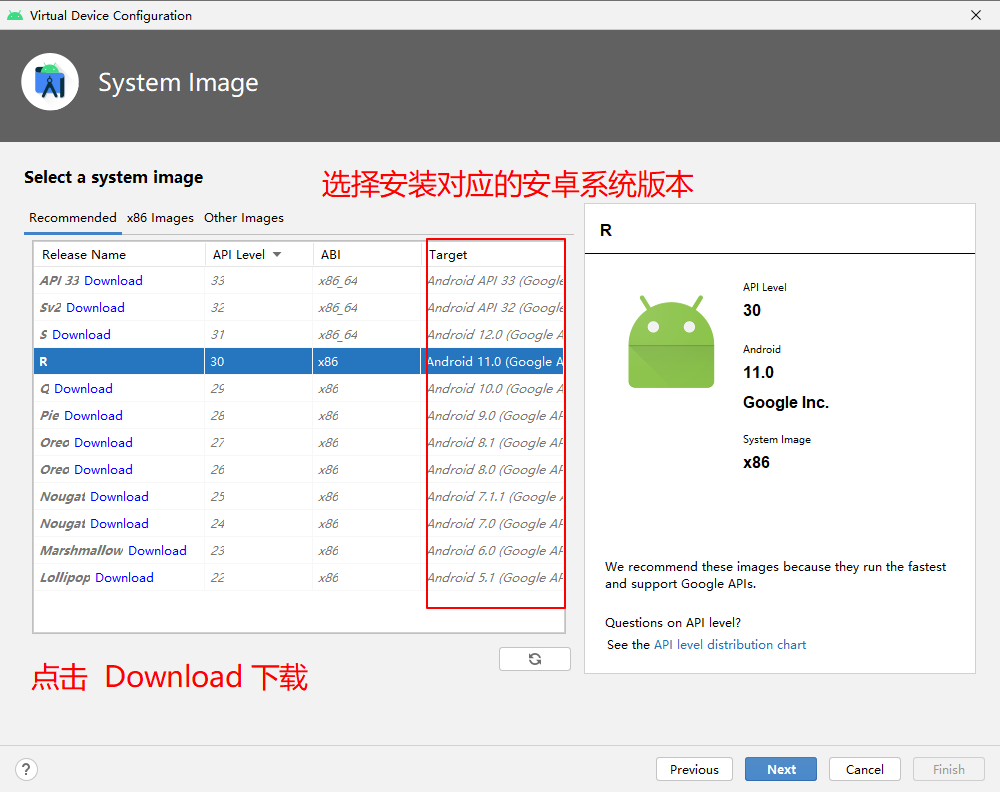 Virtual Device Configuration
System Image
Select a system image
选择安装对应的安卓系统版本
Recommended x86 Images Other Images
Release Name API Level ABI Target
API 33 Download 33 x86_64 Android API 33 (Google
Sv2 Download 32 x86_64 Android API 32 (Google
S Download 31 x86_64 Android 12.0 (Google A
R 30 x86 Android 11.0 (Google A
Q Download 29 x86 Android 10.0 (Google A
Pie Download 28 x86 Android 9.0 (Google AP
Oreo Download 27 x86 Android 8.1 (Google AP
Oreo Download 26 x86 Android 8.0 (Google AP
Nougat Download 25 x86 Android 7.1.1 (Google A
Nougat Download 24 x86 Android 7.0 (Google AP
Marshmallow Download 23 x86 Android 6.0 (Google AP
Lollipop Download 22 x86 Android 5.1 (Google AP
点击 Download 下载
R
API Level
30
Android
11.0
Google Inc.
System Image
x86
We recommend these images because they run the fastest
and support Google APIs.
Questions on API level?
See the API level distribution chart
? Previous Next Cancel Finish